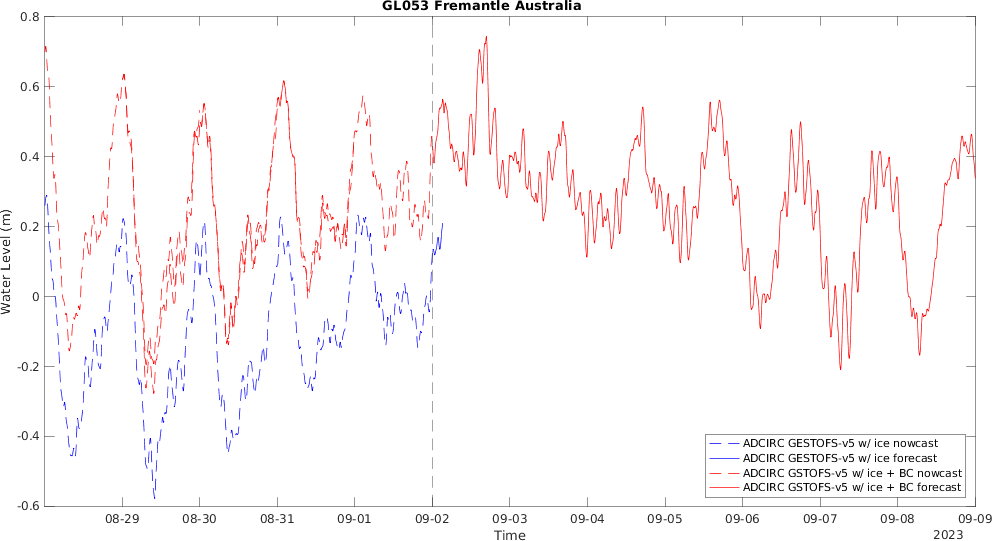 GL053 Fremantle Australia
0.8
0.6
0.4
0.2
0
-0.2
-0.4
-0.6
Water Level (m)
ADCIRC GESTOFS-v5 w/ ice nowcast
ADCIRC GESTOFS-v5 w/ ice forecast
ADCIRC GSTOFS-v5 w/ ice + BC nowcast
ADCIRC GSTOFS-v5 w/ ice + BC forecast
08-29 08-30 08-31 09-01 09-02 09-03 09-04 09-05 09-06 09-07 09-08 09-09
Time
2023